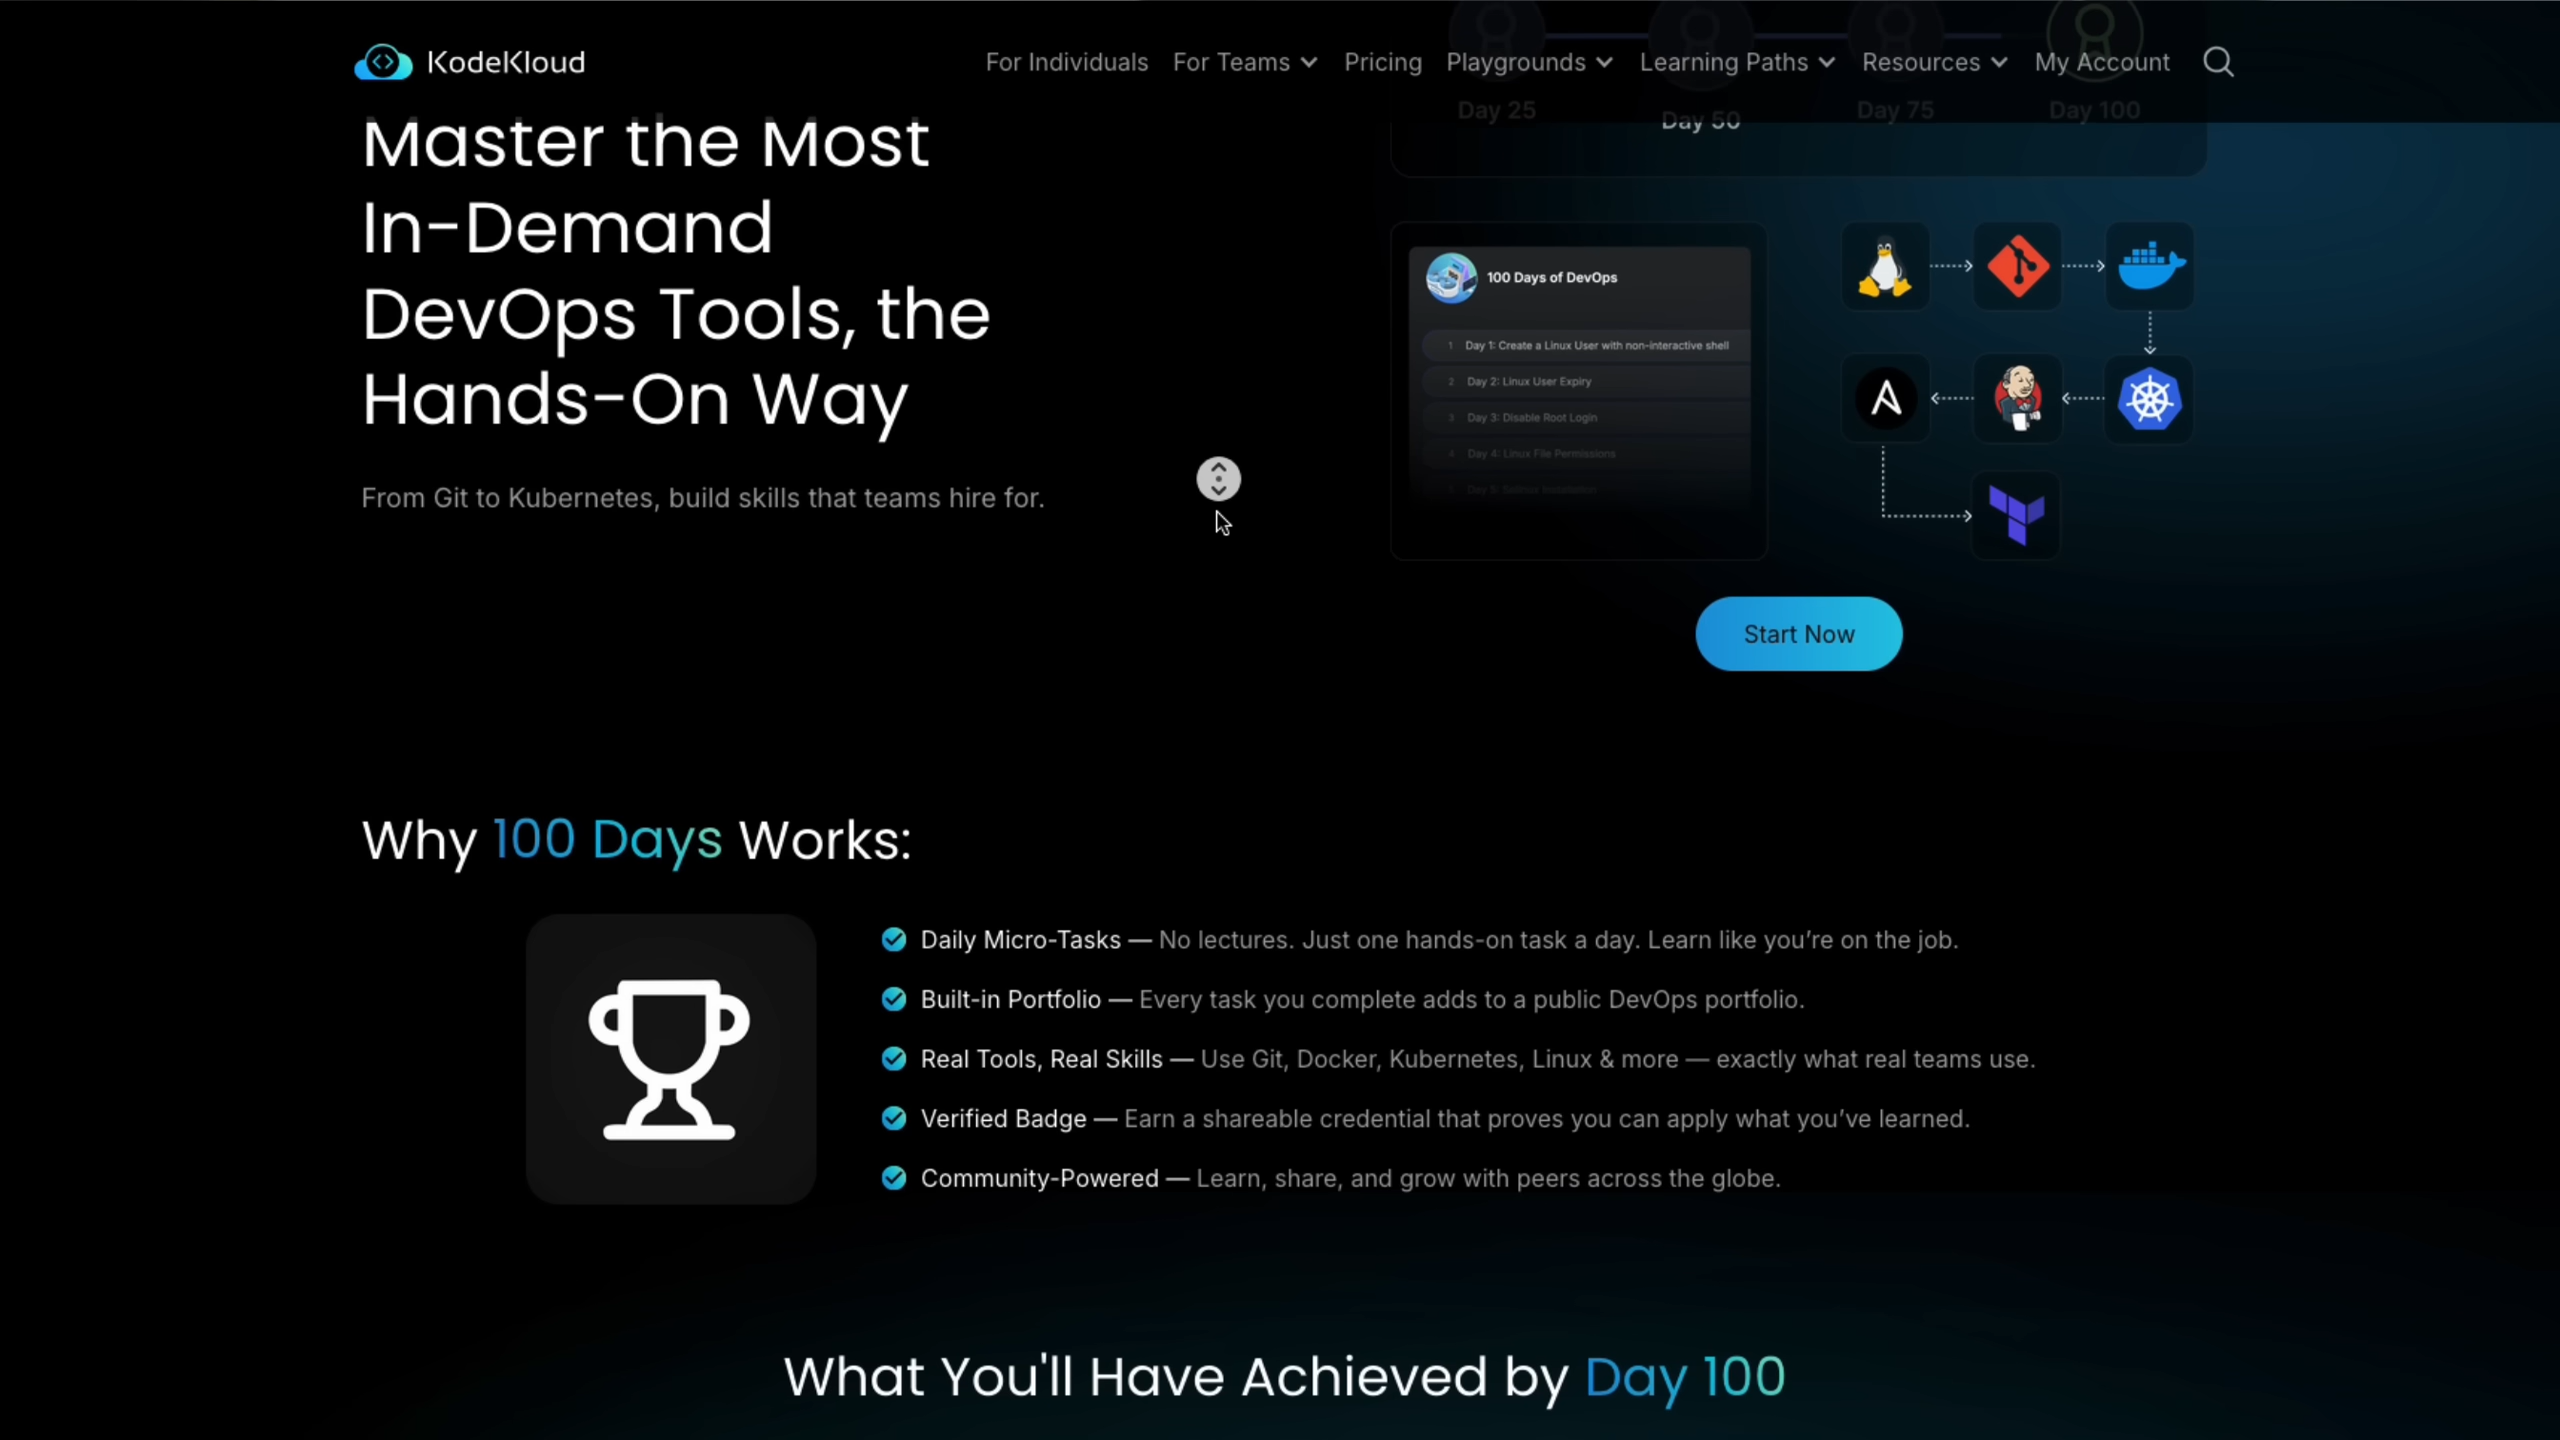 KodeKloud
For Individuals
For Teams
Pricing
Playgrounds
Learning Paths
Resources
My Account
Day 25
Day 50
Day 75
Day 100
Master the Most
In-Demand
DevOps Tools, the
Hands-On Way
From Git to Kubernetes, build skills that teams hire for.
100 Days of DevOps
1 Day 1: Create a Linux User with non-interactive shell
2 Day 2: Linux User Expiry
3 Day 3: Disable Root Login
4 Day 4: Linux File Permissions
5 Day 5: Selinux Installation
Start Now
Why 100 Days Works:
Daily Micro-Tasks — No lectures. Just one hands-on task a day. Learn like you’re on the job.
Built-in Portfolio — Every task you complete adds to a public DevOps portfolio.
Real Tools, Real Skills — Use Git, Docker, Kubernetes, Linux & more — exactly what real teams use.
Verified Badge — Earn a shareable credential that proves you can apply what you’ve learned.
Community-Powered — Learn, share, and grow with peers across the globe.
What You'll Have Achieved by Day 100